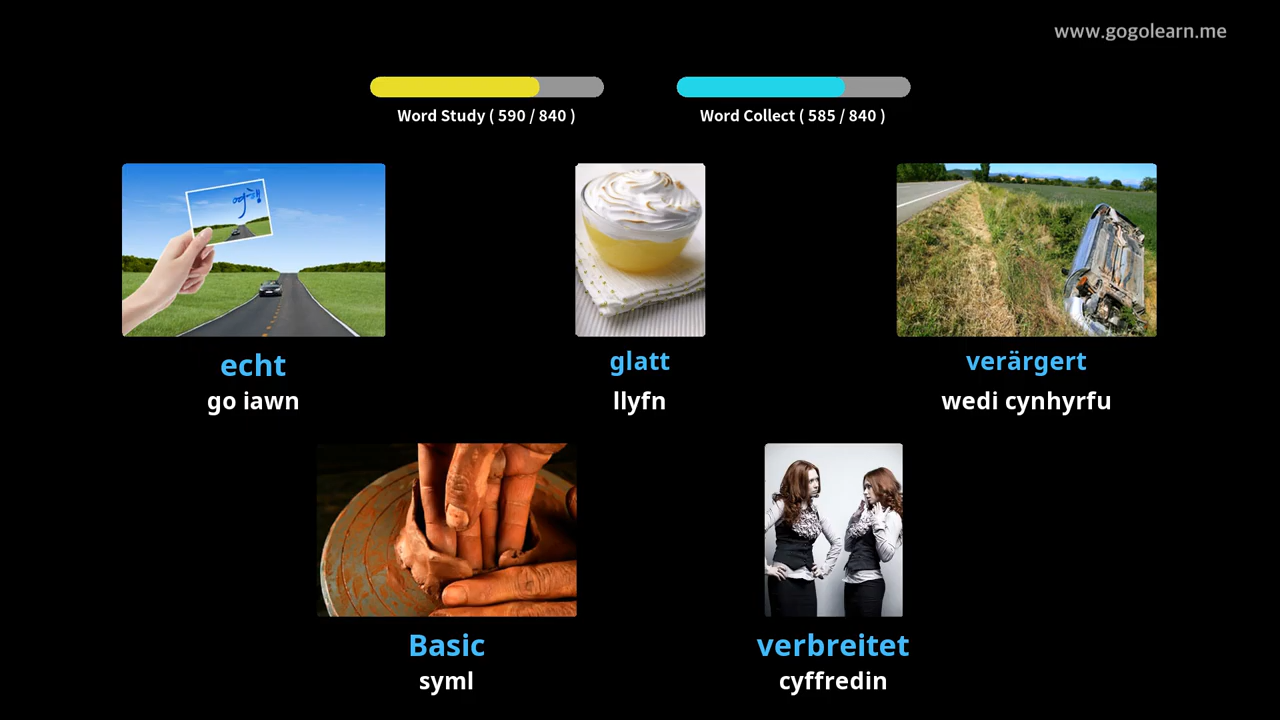 www.gogolearn.me
Word Study ( 590 / 840 )
Word Collect ( 585 / 840 )
echt
go iawn
glatt
llyfn
verärgert
wedi cynhyrfu
Basic
syml
verbreitet
cyffredin